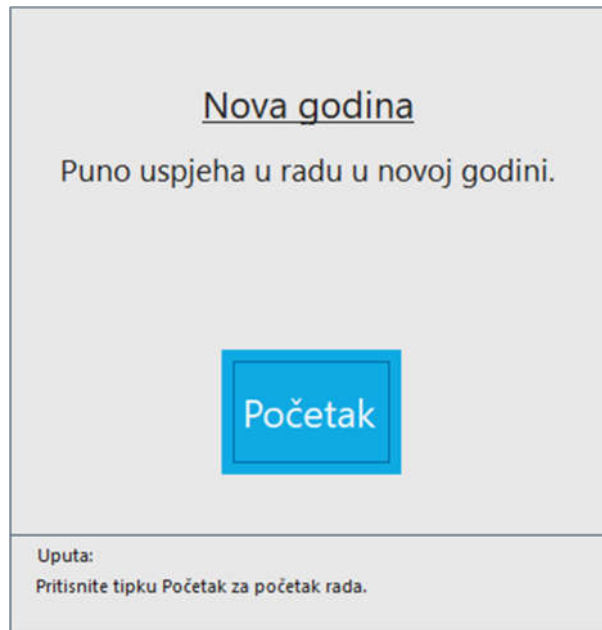 Nova godina
Puno uspjeha u radu u novoj godini.
Početak
Uputa:
Pritisnite tipku Početak za početak rada.